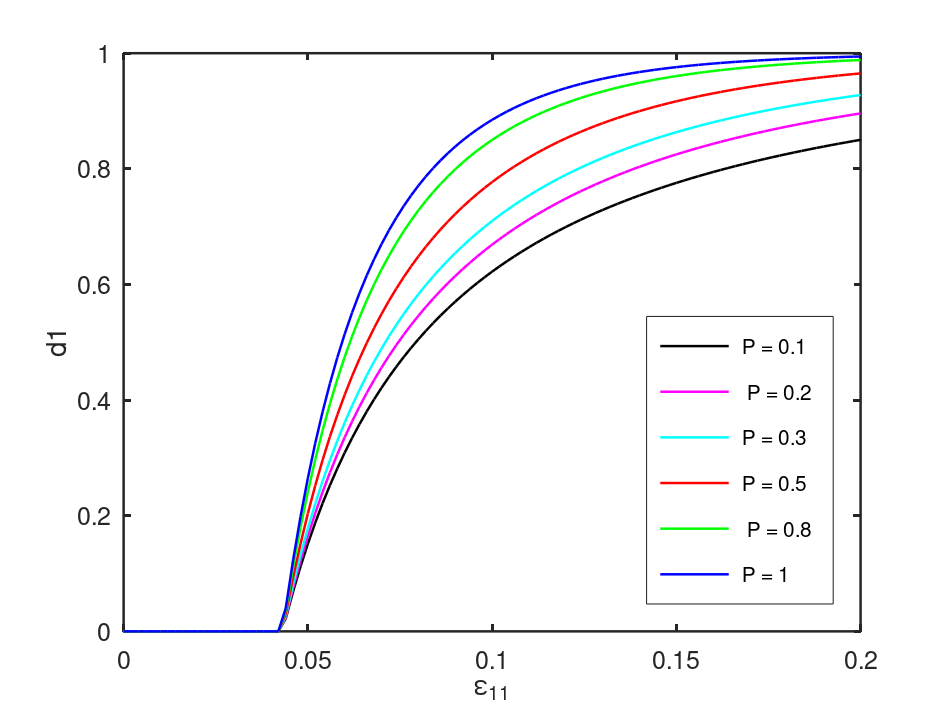 1
0.8
0.6
0.4
0.2
0
d1
0 0.05 0.1 0.15 0.2
ε11
P = 0.1
P = 0.2
P = 0.3
P = 0.5
P = 0.8
P = 1